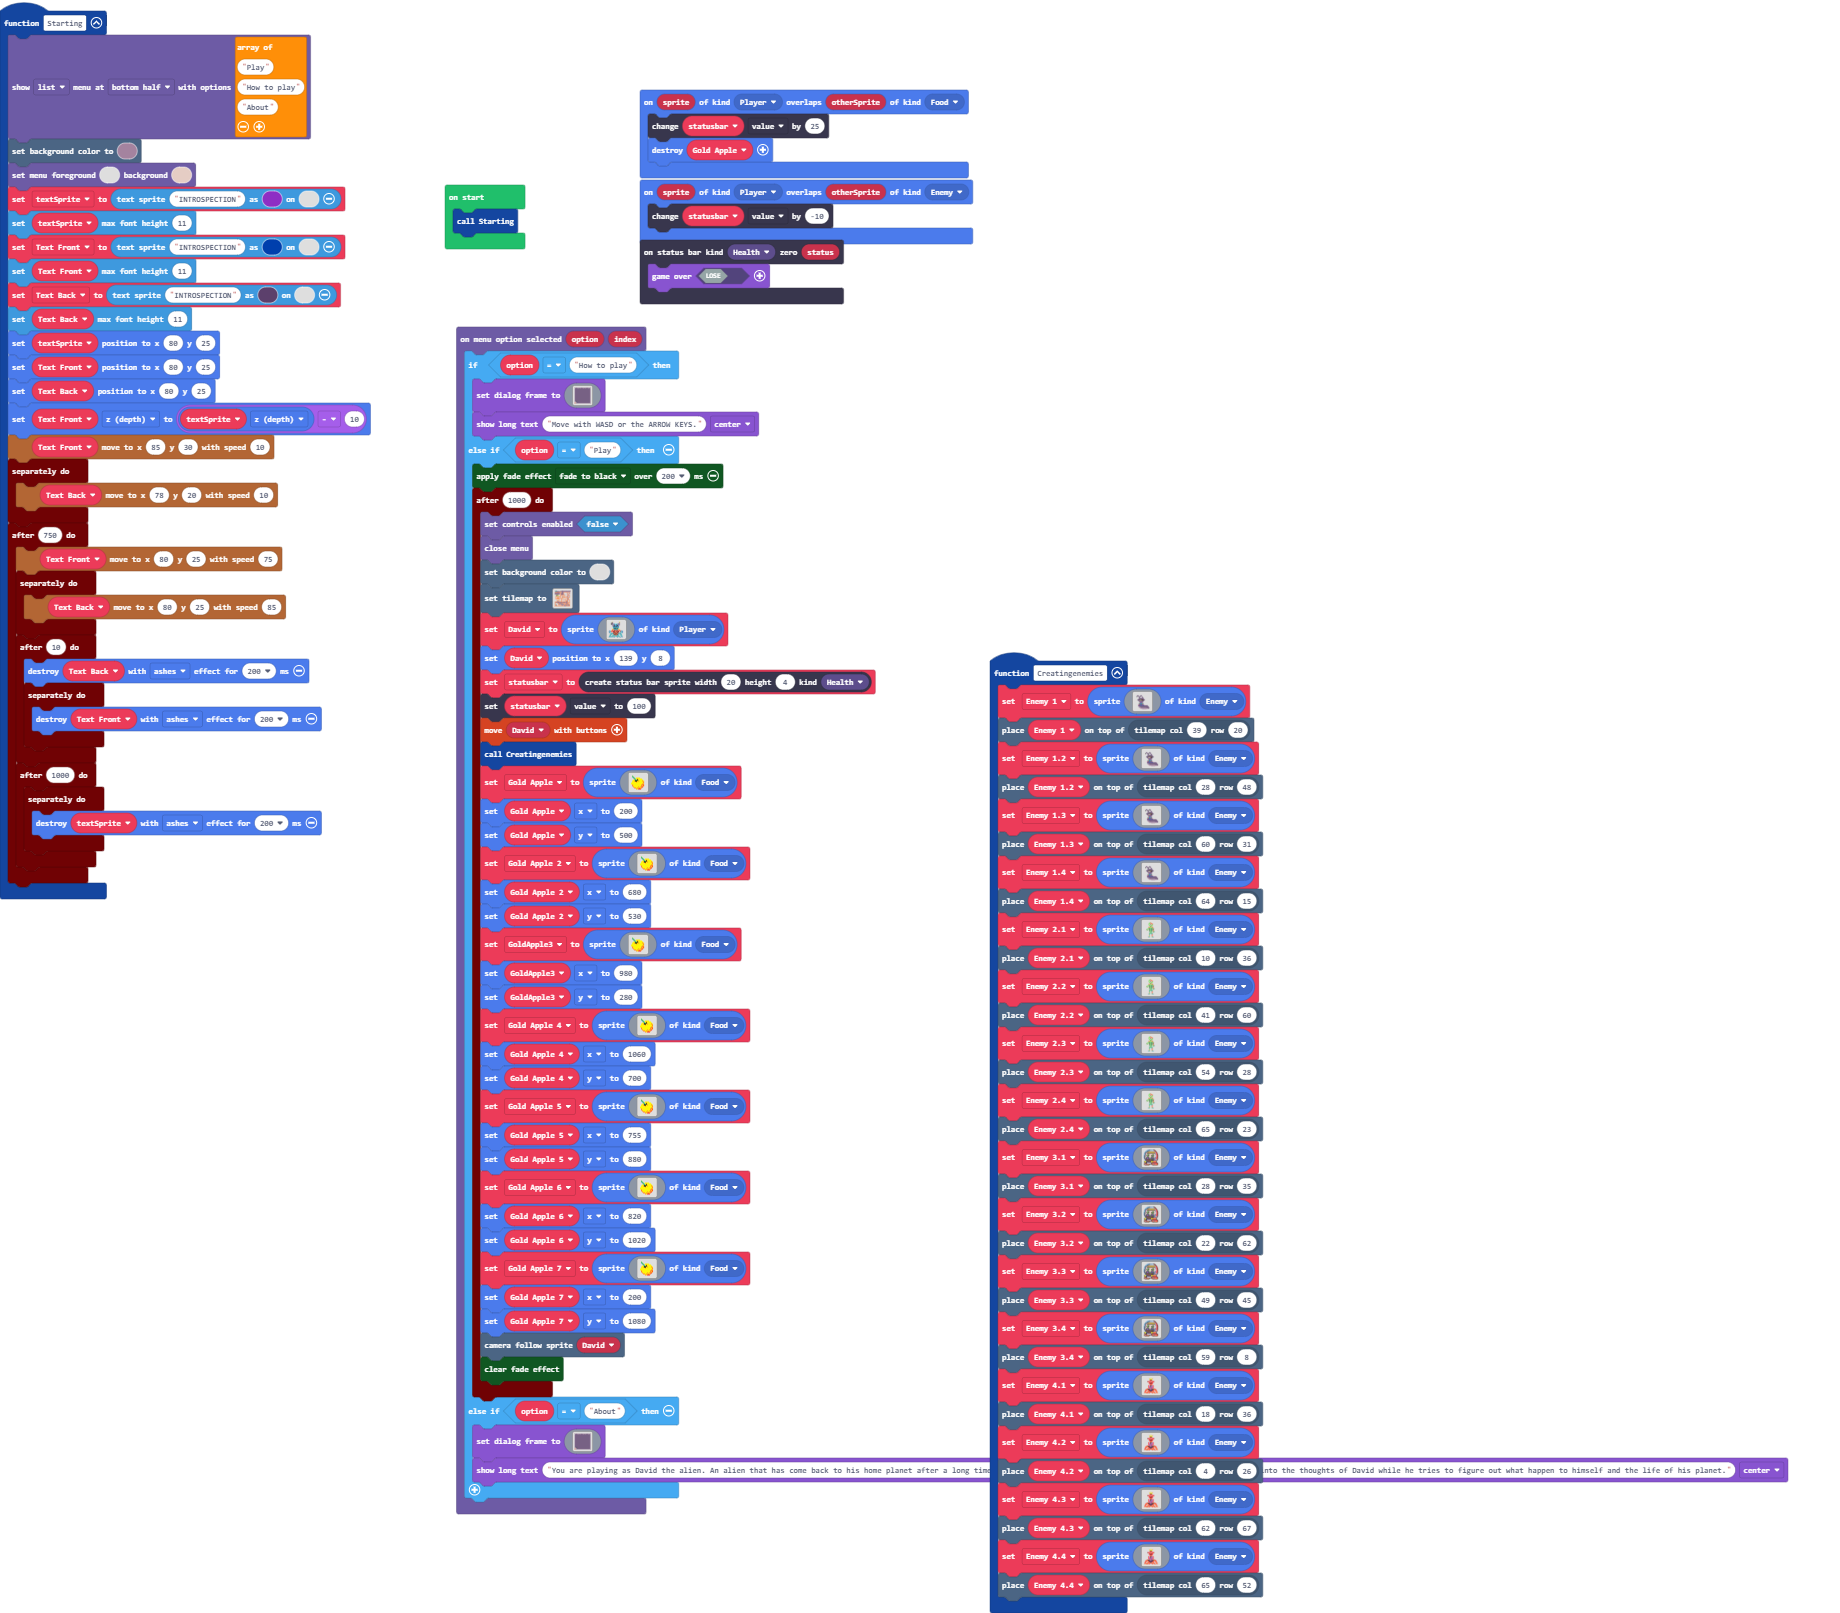 function Starting
show list menu at bottom half with options
array of
"Play"
"How to play"
"About"
set background color to
set menu foreground background
set textSprite to text sprite "INTROSPECTION" as on
set textSprite max font height 11
set Text Front to text sprite "INTROSPECTION" as on
set Text Front max font height 11
set Text Back to text sprite "INTROSPECTION" as on
set Text Back max font height 11
set textSprite position to x 80 y 25
set Text Front position to x 80 y 25
set Text Back position to x 80 y 25
set Text Front z (depth) to textSprite z (depth) - 10
Text Front move to x 85 y 30 with speed 10
separately do
Text Back move to x 78 y 20 with speed 10
after 750 do
Text Front move to x 80 y 25 with speed 75
separately do
Text Back move to x 80 y 25 with speed 85
after 10 do
destroy Text Back with ashes effect for 200 ms
separately do
destroy Text Front with ashes effect for 200 ms
after 1000 do
separately do
destroy textSprite with ashes effect for 200 ms
on start
call Starting
on sprite of kind Player overlaps otherSprite of kind Food
change statusbar value by 25
destroy Gold Apple
on sprite of kind Player overlaps otherSprite of kind Enemy
change statusbar value by -10
on status bar kind Health zero status
game over LOSE
on menu option selected option index
if option = "How to play" then
set dialog frame to
show long text "Move with WASD or the ARROW KEYS." center
else if option = "Play" then
apply fade effect fade to black over 200 ms
after 1000 do
set controls enabled false
close menu
set background color to
set tilemap to
set David to sprite of kind Player
set David position to x 139 y 8
set statusbar to create status bar sprite width 20 height 4 kind Health
set statusbar value to 100
move David with buttons
call Creatingenemies
set Gold Apple to sprite of kind Food
set Gold Apple x to 200
set Gold Apple y to 500
set Gold Apple 2 to sprite of kind Food
set Gold Apple 2 x to 680
set Gold Apple 2 y to 530
set GoldApple3 to sprite of kind Food
set GoldApple3 x to 980
set GoldApple3 y to 280
set Gold Apple 4 to sprite of kind Food
set Gold Apple 4 x to 1060
set Gold Apple 4 y to 700
set Gold Apple 5 to sprite of kind Food
set Gold Apple 5 x to 755
set Gold Apple 5 y to 880
set Gold Apple 6 to sprite of kind Food
set Gold Apple 6 x to 820
set Gold Apple 6 y to 1020
set Gold Apple 7 to sprite of kind Food
set Gold Apple 7 x to 200
set Gold Apple 7 y to 1080
camera follow sprite David
clear fade effect
else if option = "About" then
set dialog frame to
show long text "You are playing as David the alien. An alien that has come back to his home planet after a long time into the thoughts of David while he tries to figure out what happen to himself and the life of his planet." center
function Creatingenemies
set Enemy 1 to sprite of kind Enemy
place Enemy 1 on top of tilemap col 39 row 20
set Enemy 1.2 to sprite of kind Enemy
place Enemy 1.2 on top of tilemap col 28 row 48
set Enemy 1.3 to sprite of kind Enemy
place Enemy 1.3 on top of tilemap col 60 row 31
set Enemy 1.4 to sprite of kind Enemy
place Enemy 1.4 on top of tilemap col 64 row 15
set Enemy 2.1 to sprite of kind Enemy
place Enemy 2.1 on top of tilemap col 10 row 36
set Enemy 2.2 to sprite of kind Enemy
place Enemy 2.2 on top of tilemap col 41 row 60
set Enemy 2.3 to sprite of kind Enemy
place Enemy 2.3 on top of tilemap col 54 row 28
set Enemy 2.4 to sprite of kind Enemy
place Enemy 2.4 on top of tilemap col 65 row 23
set Enemy 3.1 to sprite of kind Enemy
place Enemy 3.1 on top of tilemap col 28 row 35
set Enemy 3.2 to sprite of kind Enemy
place Enemy 3.2 on top of tilemap col 22 row 62
set Enemy 3.3 to sprite of kind Enemy
place Enemy 3.3 on top of tilemap col 49 row 45
set Enemy 3.4 to sprite of kind Enemy
place Enemy 3.4 on top of tilemap col 59 row 8
set Enemy 4.1 to sprite of kind Enemy
place Enemy 4.1 on top of tilemap col 18 row 36
set Enemy 4.2 to sprite of kind Enemy
place Enemy 4.2 on top of tilemap col 4 row 26
set Enemy 4.3 to sprite of kind Enemy
place Enemy 4.3 on top of tilemap col 62 row 67
set Enemy 4.4 to sprite of kind Enemy
place Enemy 4.4 on top of tilemap col 65 row 52